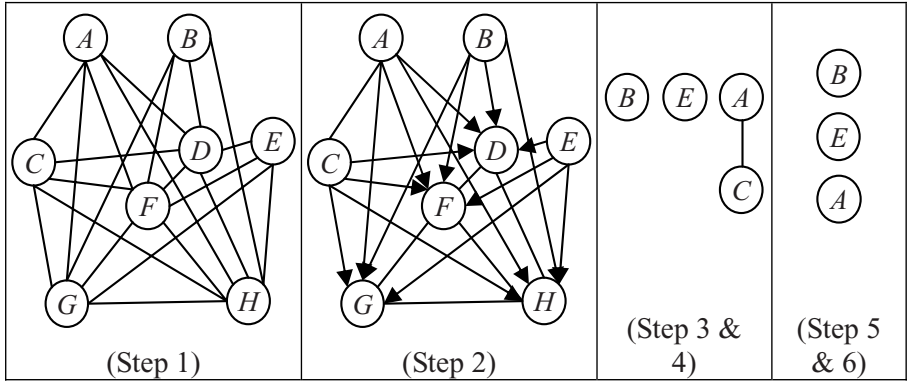 A B
C D E
F
G H
(Step 1)
A B
C D E
F
G H
(Step 2)
B E A
C
(Step 3 &
4)
B
E
A
(Step 5
& 6)